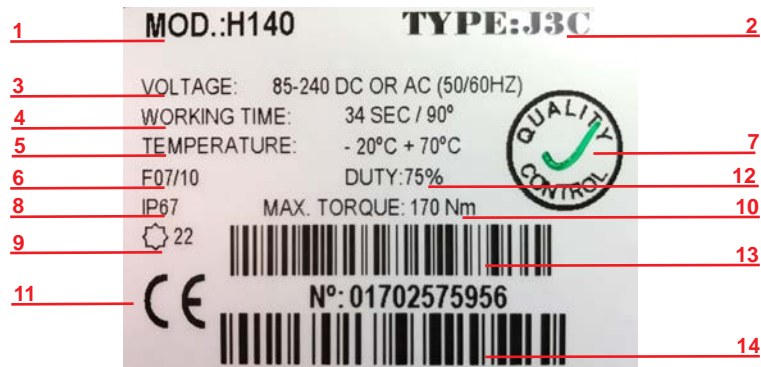 1 MOD.:H140 TYPE:J3C 2
3 VOLTAGE: 85-240 DC OR AC (50/60HZ)
4 WORKING TIME: 34 SEC / 90º
5 TEMPERATURE: - 20ºC + 70ºC
QUALITY CONTROL 7
6 F07/10 DUTY:75% 12
8 IP67 MAX. TORQUE: 170 Nm 10
9 22
13
11 CE Nº: 01702575956
14